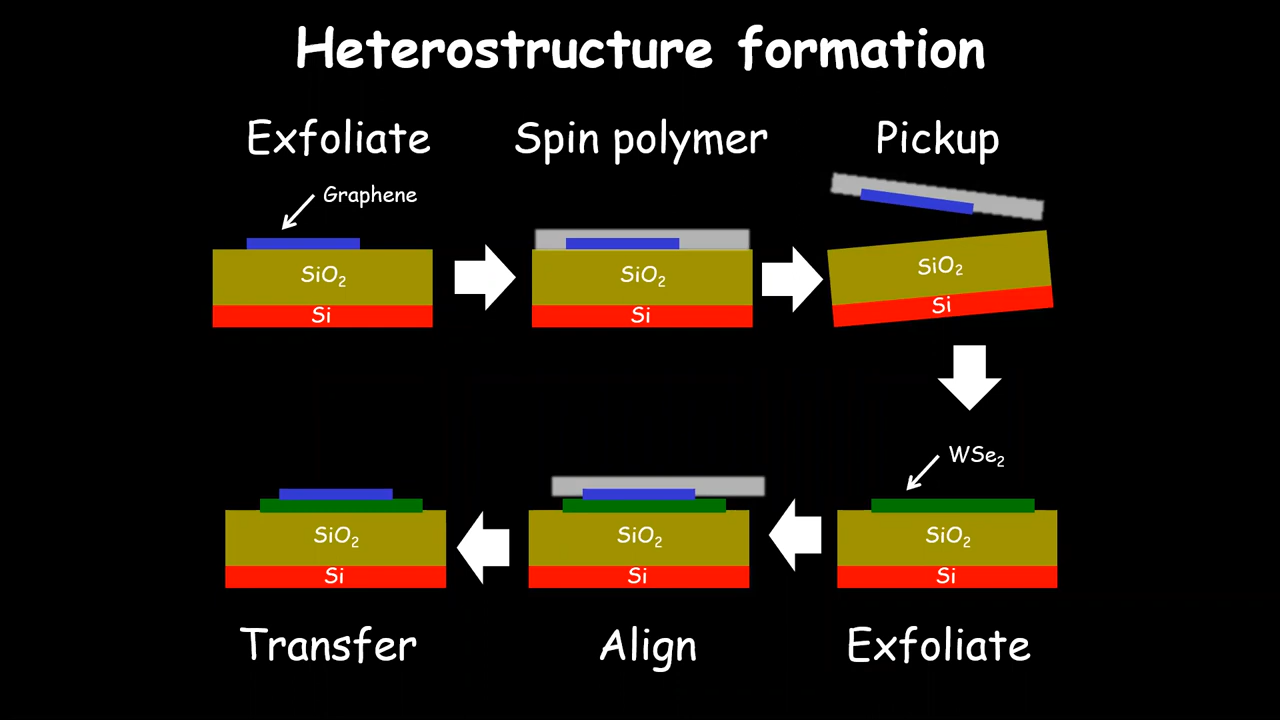 Heterostructure formation
Exfoliate
Spin polymer
Pickup
Graphene
SiO₂
Si
SiO₂
Si
SiO₂
Si
WSe₂
SiO₂
Si
SiO₂
Si
SiO₂
Si
Transfer
Align
Exfoliate